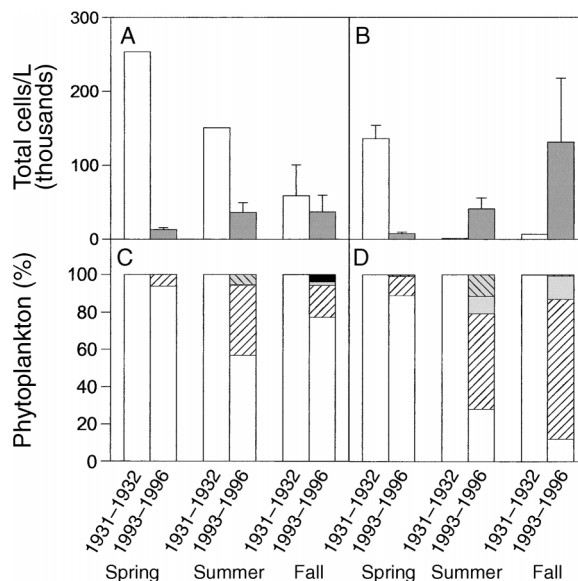 300
200
100
0
Total cells/L
(thousands)
A
B
100
80
60
40
20
0
Phytoplankton (%)
C
D
1931–1932
1993–1996
1931–1932
1993–1996
1931–1932
1993–1996
1931–1932
1993–1996
1931–1932
1993–1996
1931–1932
1993–1996
Spring Summer Fall Spring Summer Fall